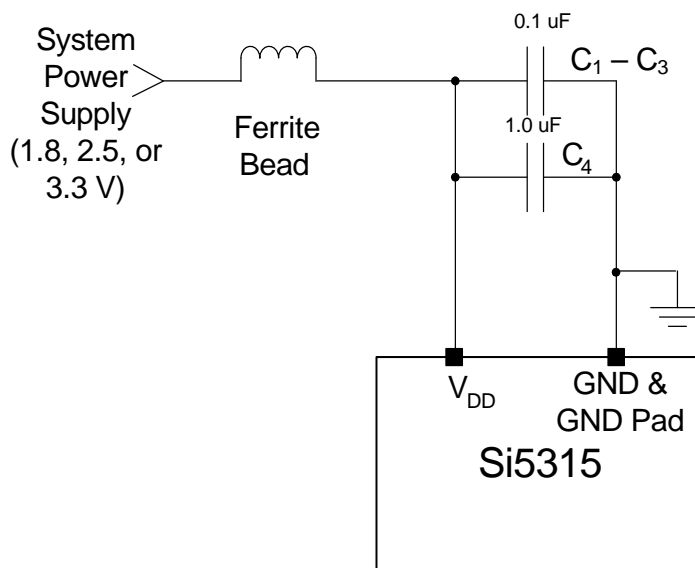 System
Power
Supply
(1.8, 2.5, or
3.3 V)
Ferrite
Bead
0.1 uF
C1 – C3
1.0 uF
C4
VDD
GND &
GND Pad
Si5315